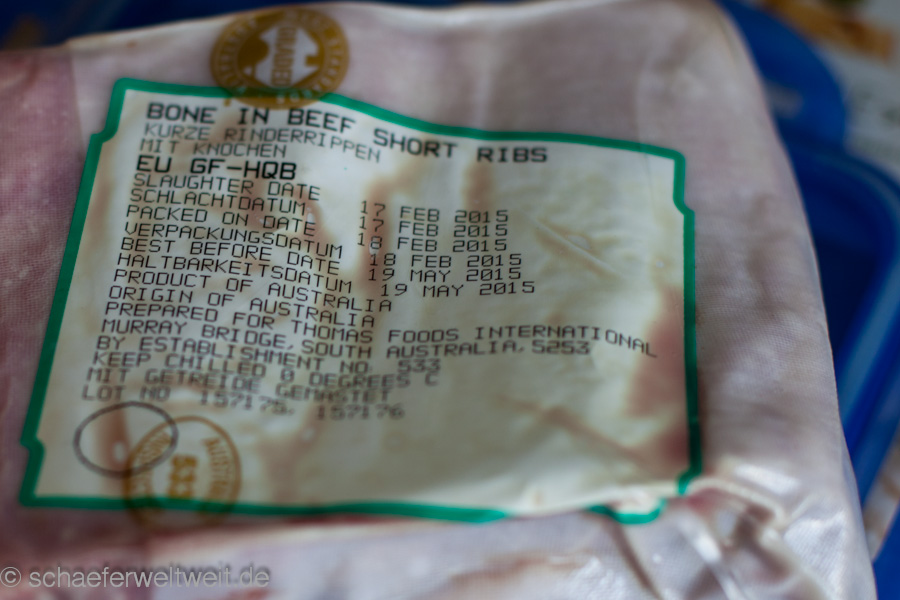 GRADED
BONE IN BEEF SHORT RIBS
KURZE RINDERRIPPEN
MIT KNOCHEN
EU GF-HQB
SLAUGHTER DATE 17 FEB 2015
SCHLACHTDATUM 17 FEB 2015
PACKED ON DATE 18 FEB 2015
VERPACKUNGSDATUM 18 FEB 2015
BEST BEFORE DATE 19 MAY 2015
HALTBARKEITSDATUM 19 MAY 2015
PRODUCT OF AUSTRALIA
ORIGIN OF AUSTRALIA
PREPARED FOR THOMAS FOODS INTERNATIONAL
MURRAY BRIDGE, SOUTH AUSTRALIA, 5253
BY ESTABLISHMENT NO 533
KEEP CHILLED 0 DEGREES C
MIT GETREIDE GEMASTET
LOT NO 157175, 157176
533
© schaeferweltweit.de